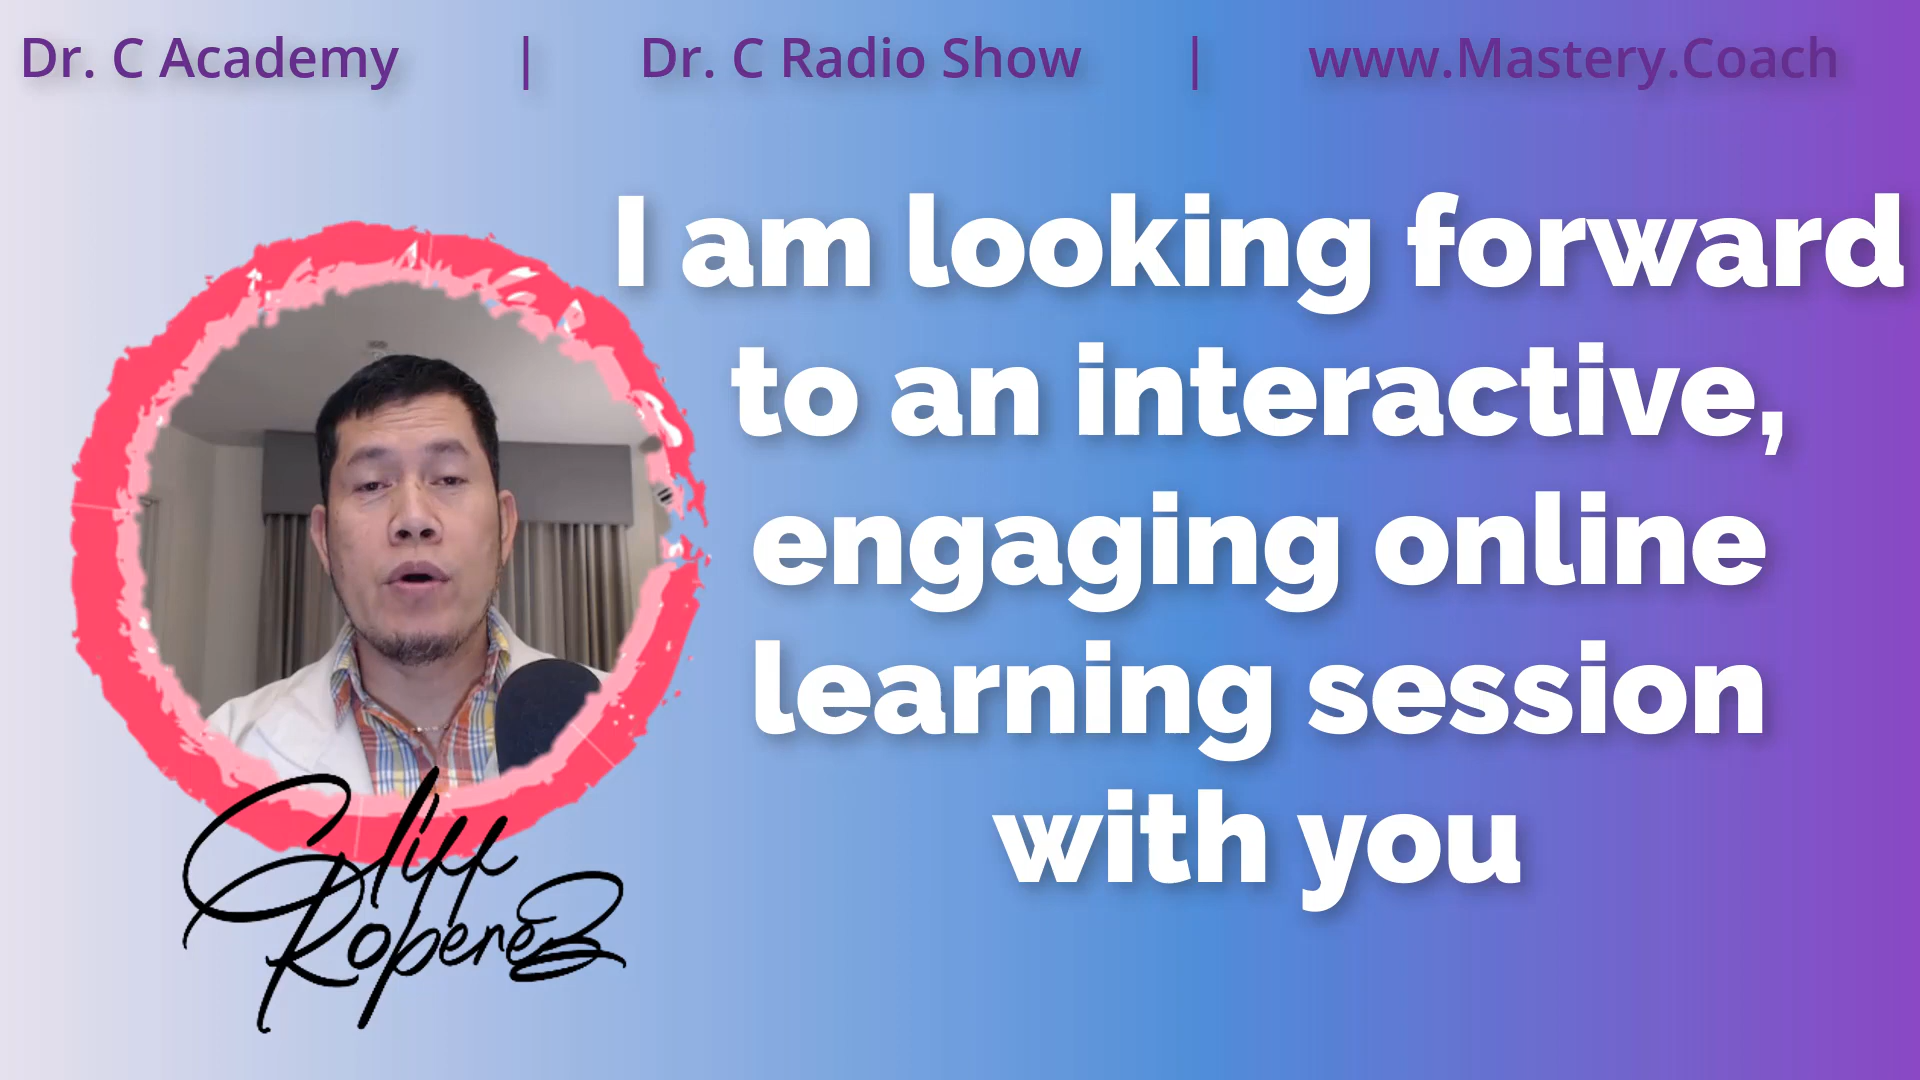 Dr. C Academy | Dr. C Radio Show | www.Mastery.Coach
I am looking forward
to an interactive,
engaging online
learning session
with you
Cliff
Robenez